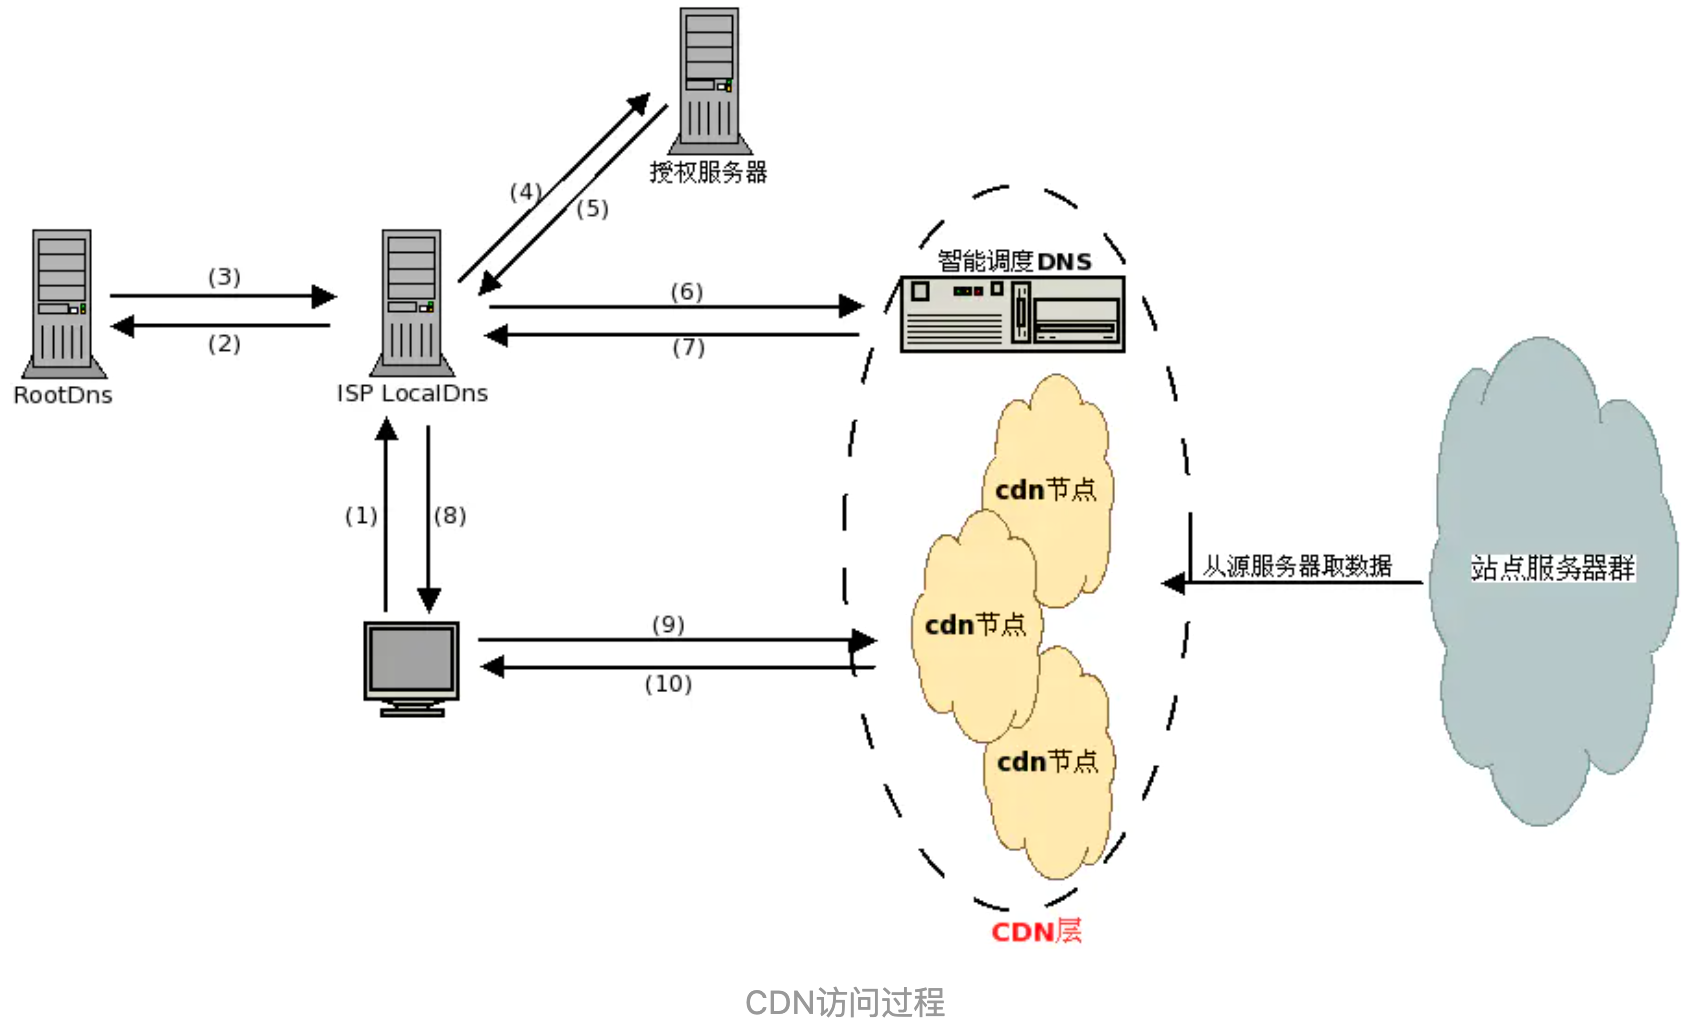 授权服务器
(4)
(5)
智能调度DNS
(3)
(6)
(2)
(7)
RootDns
ISP LocalDns
cdn节点
(1)
(8)
从源服务器取数据
站点服务器群
(9)
cdn节点
(10)
cdn节点
CDN层
CDN访问过程